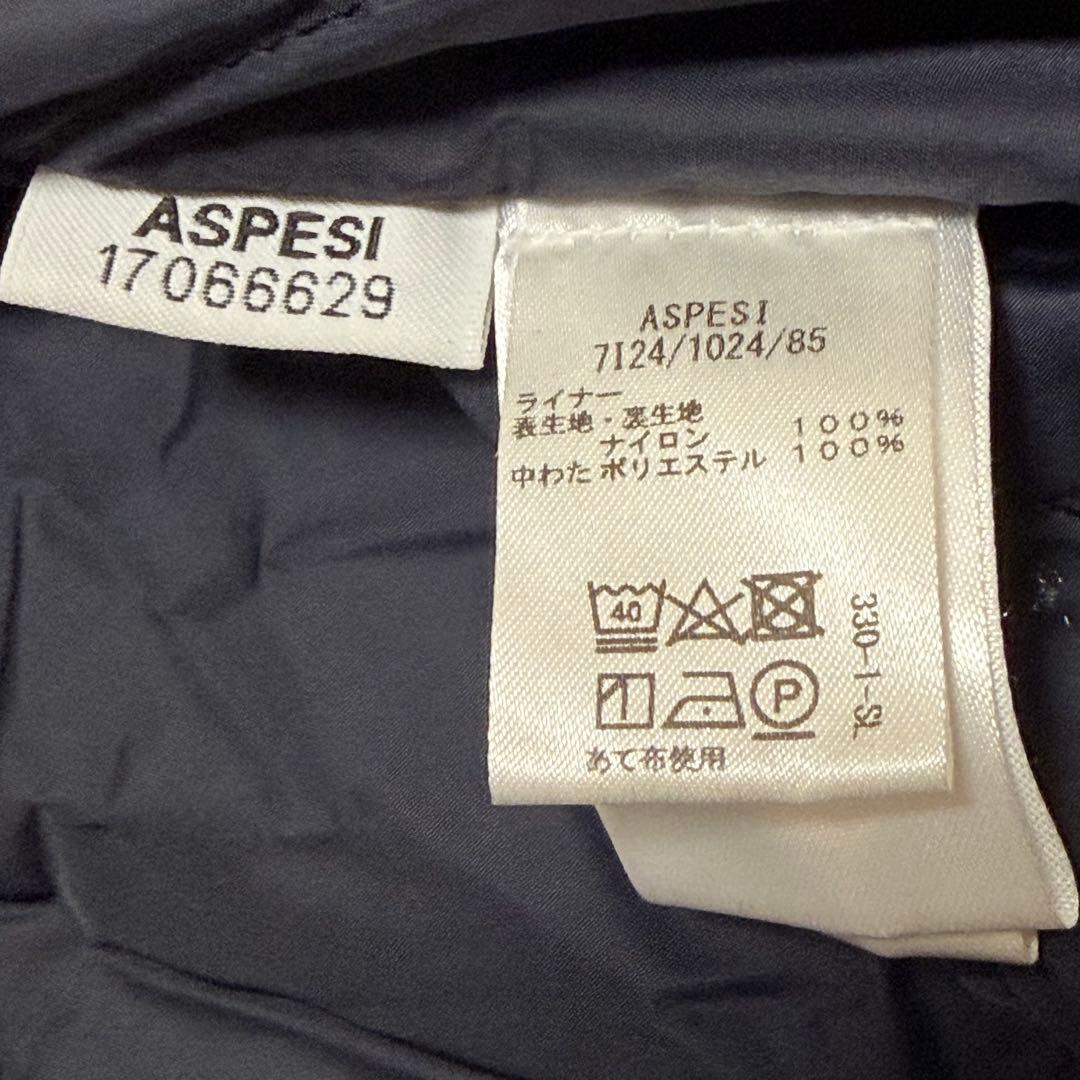 ASPESI
17066629
ASPESI
7I24/1024/85
ライナー
表生地・裏生地
ナイロン 100%
中わた ポリエステル 100%
40
P
あて布使用
330-1-SL